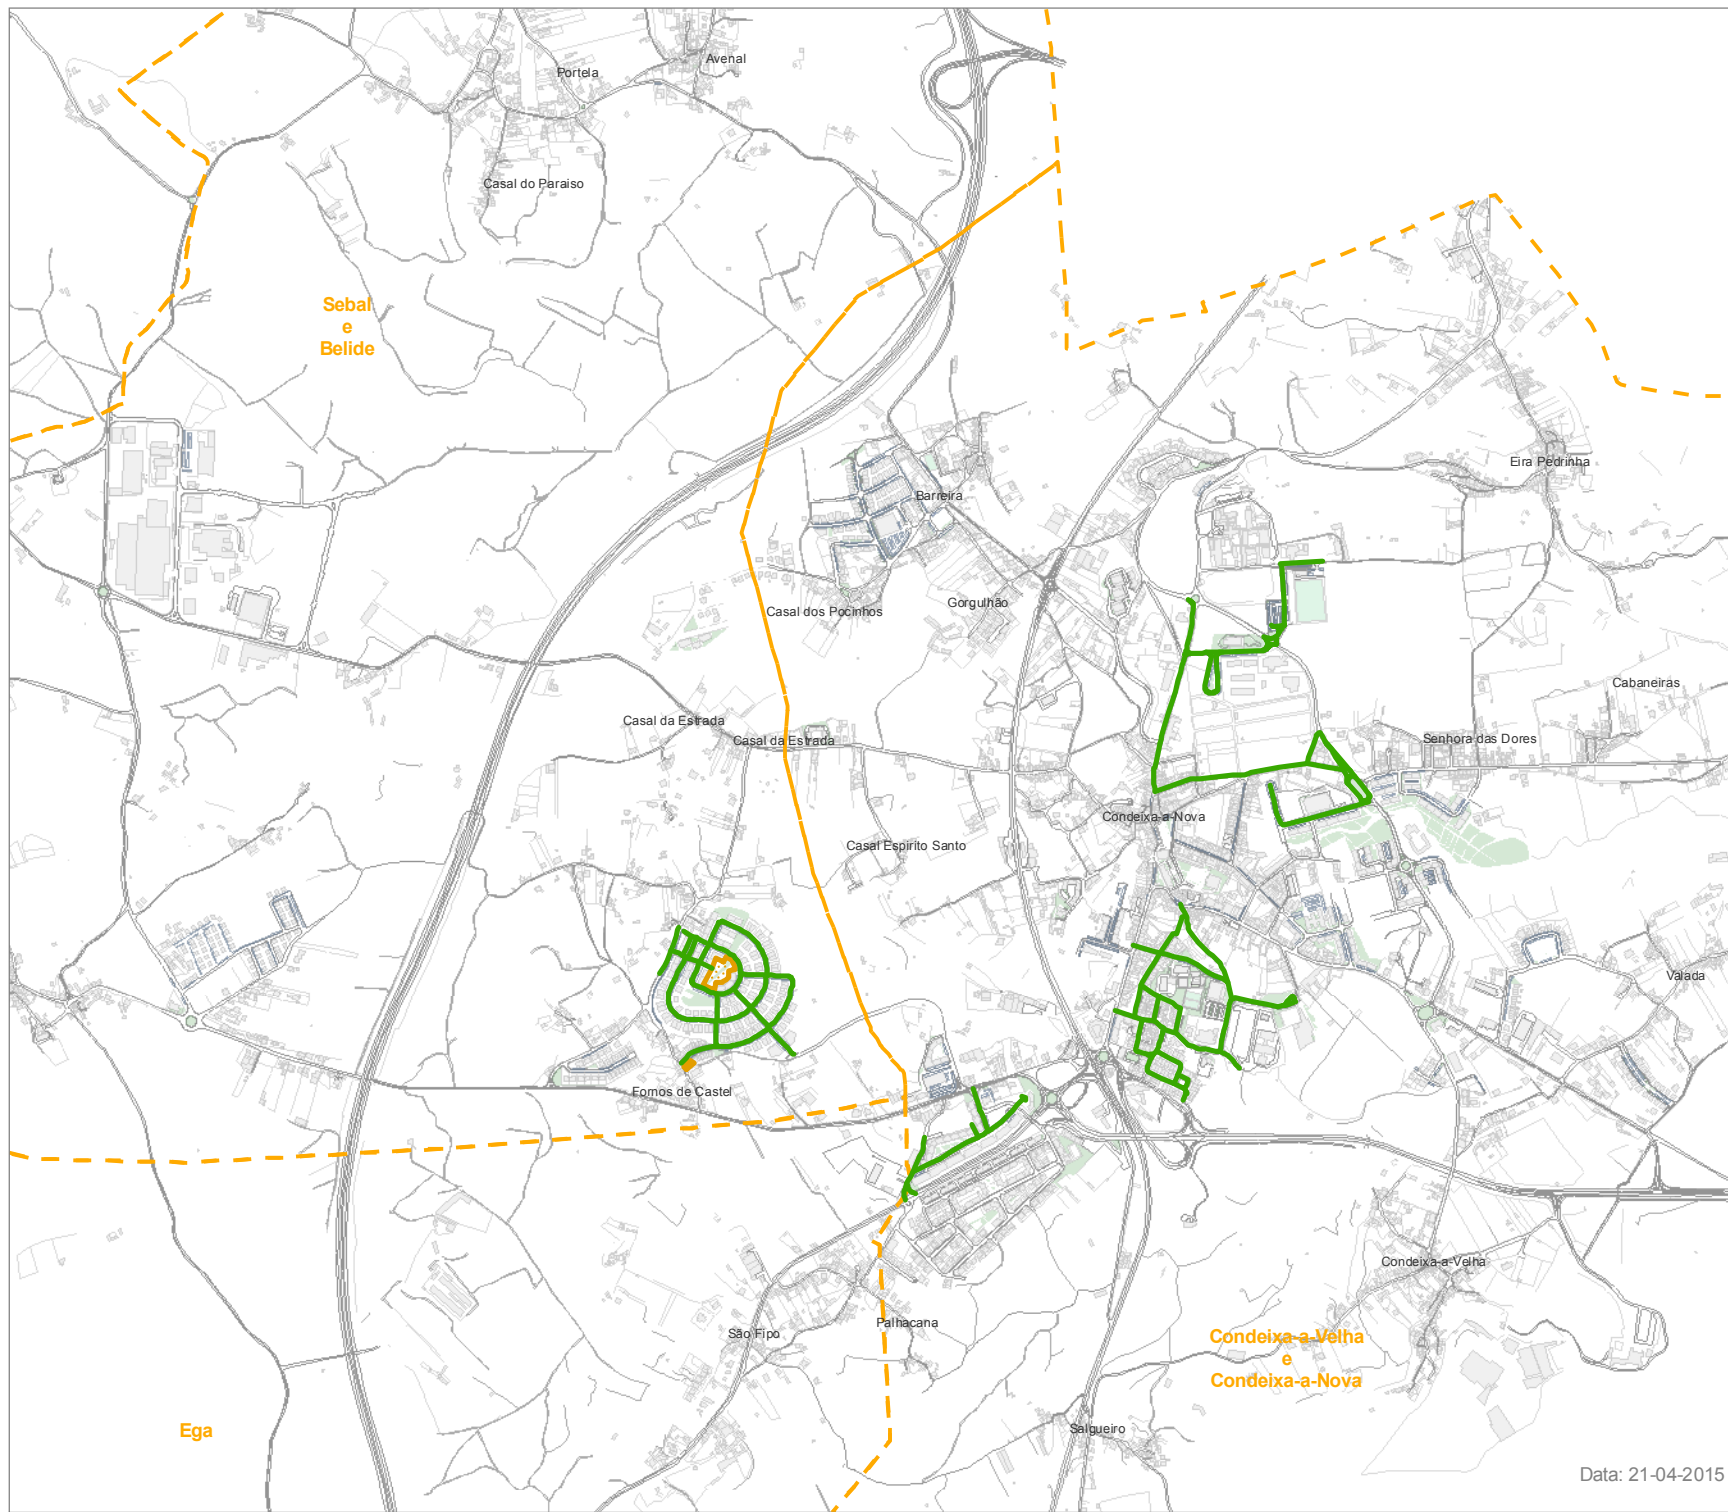 Avenal
Portela
Casal do Paraiso
Sebal
e
Belide
Eira Pedrinha
Barreira
Gorgulhão
Casal dos Pocinhos
Cabaneiras
Casal da Estrada
Casal da Estrada
Senhora das Dores
Condeixa-a-Nova
Casal Espirito Santo
Valada
Fornos de Castel
Condeixa-a-Velha
Palhacana
São Fipo
Condeixa-a-Velha
e
Condeixa-a-Nova
Ega
Salgueiro
Data: 21-04-2015